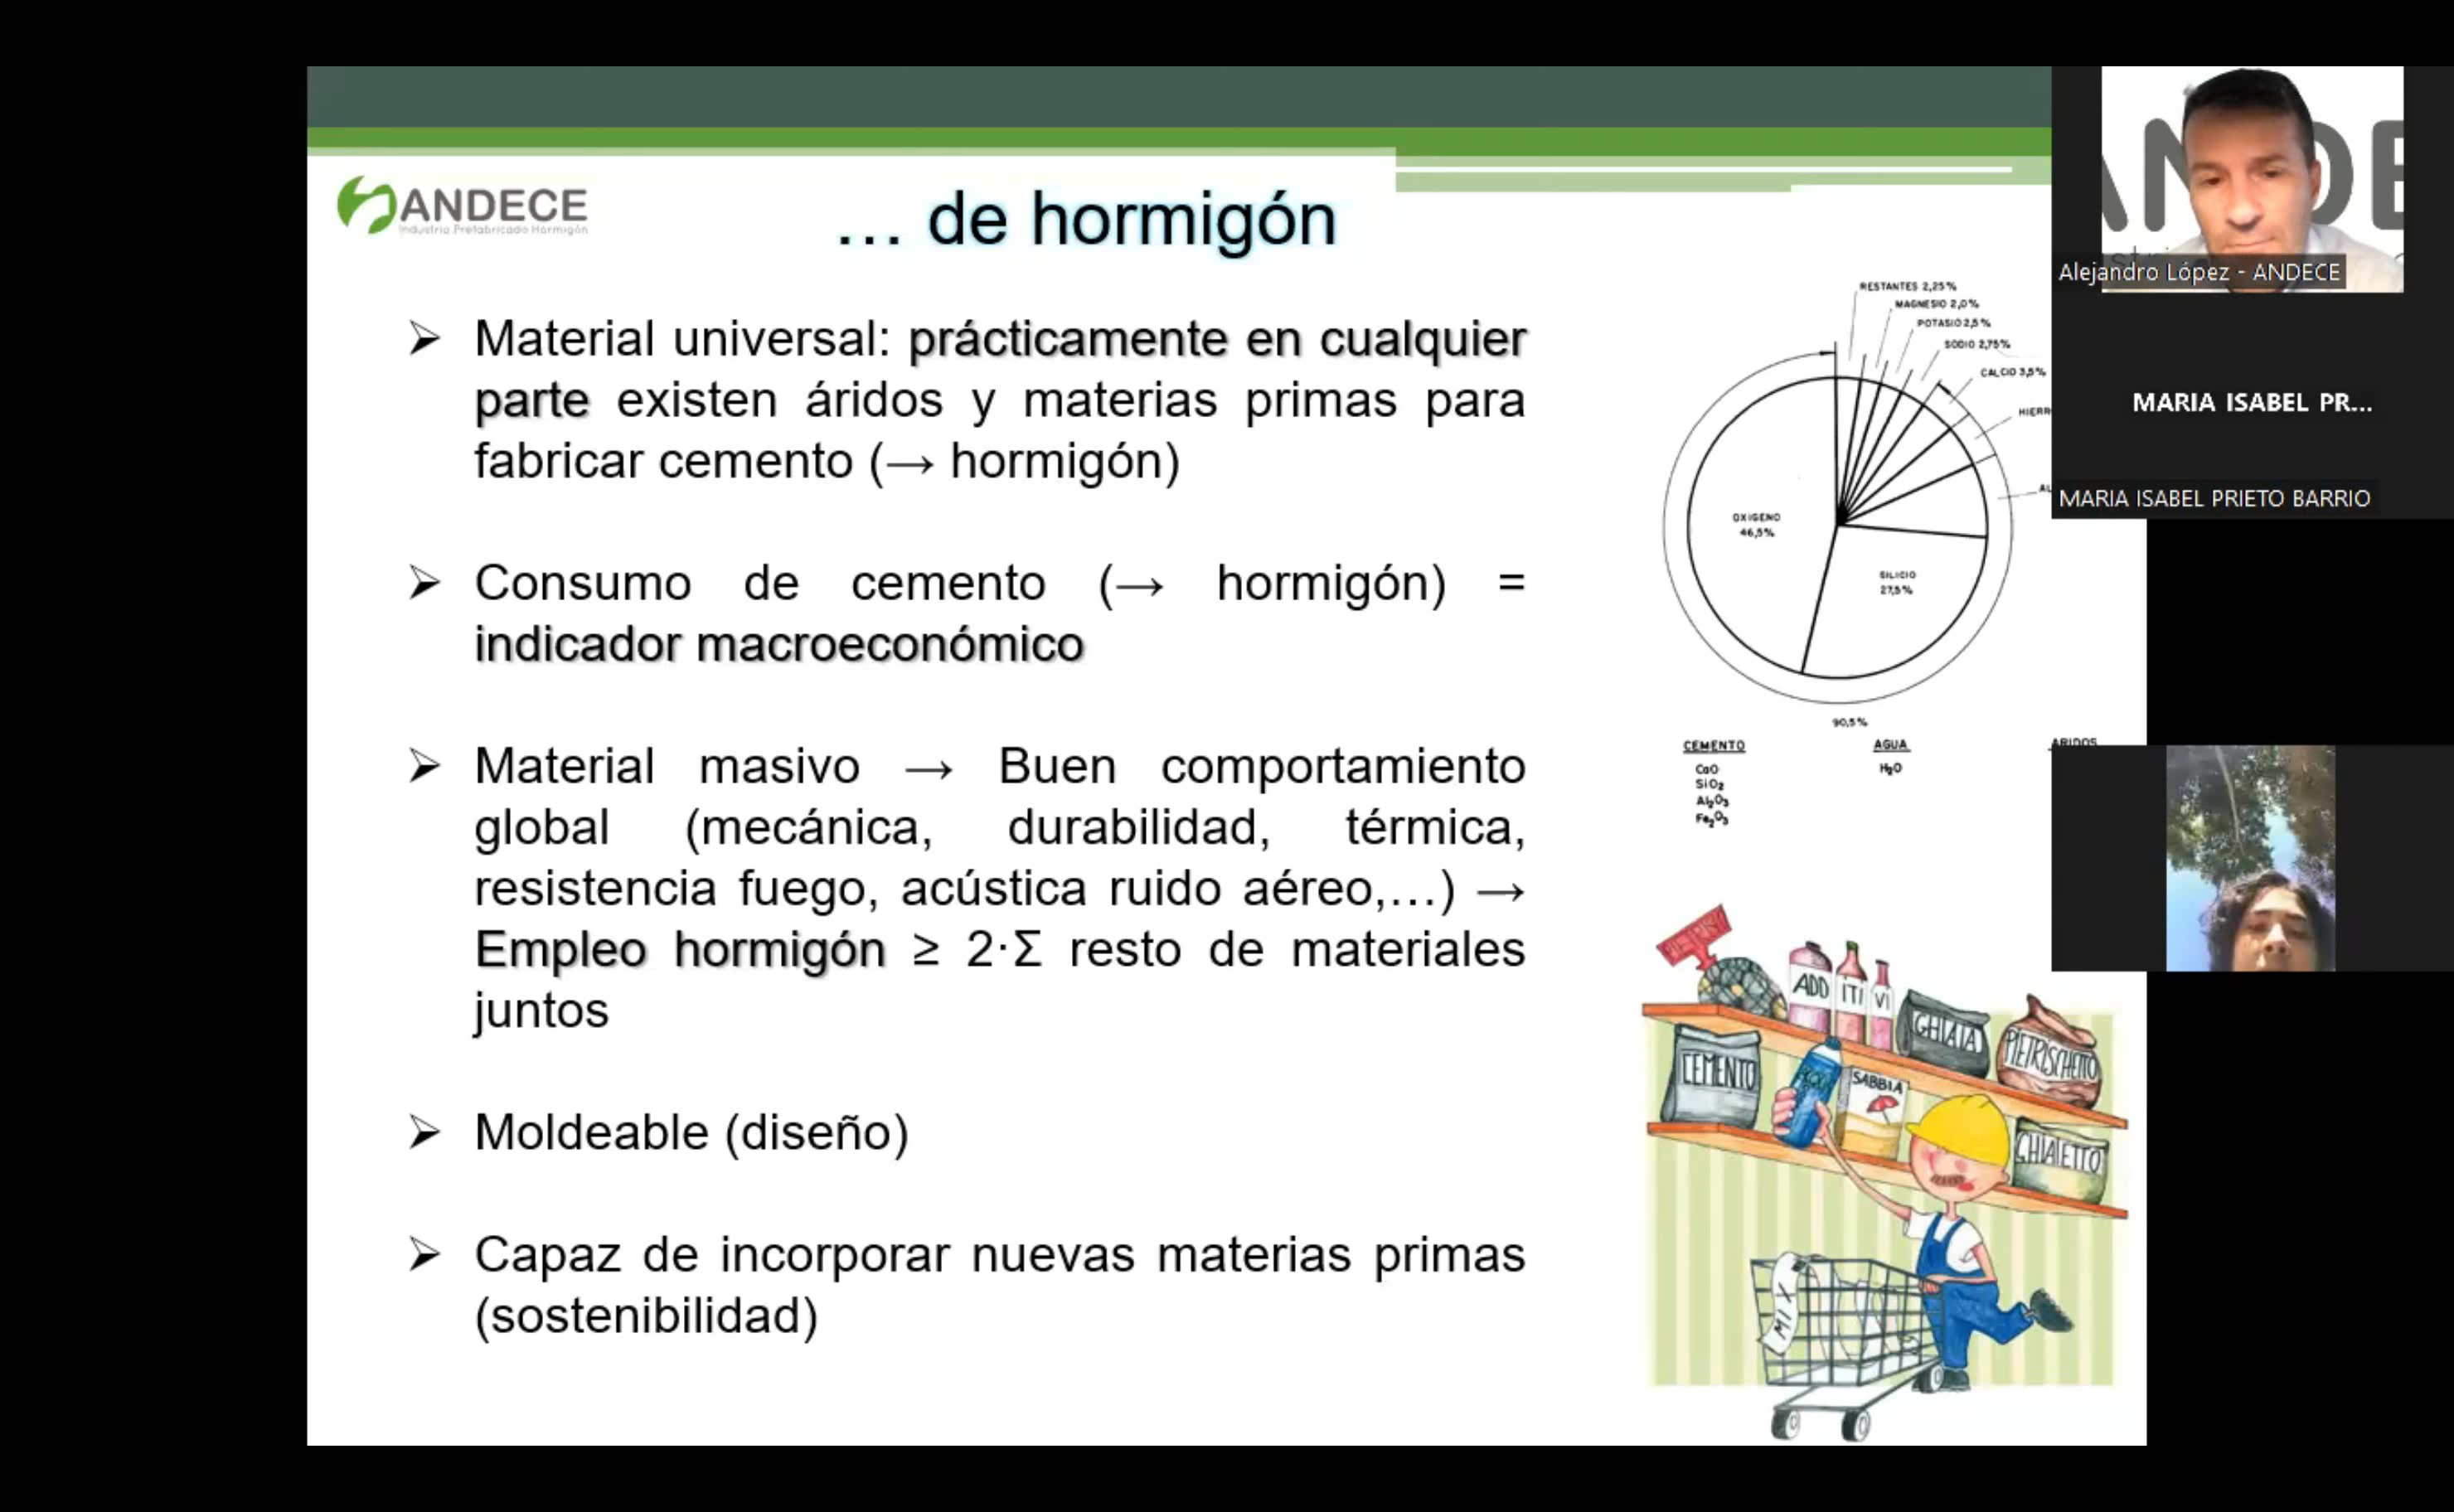 ANDECE
Industria Prefabricado Hormigón
... de hormigón
➢ Material universal: prácticamente en cualquier
parte existen áridos y materias primas para
fabricar cemento (→ hormigón)
➢ Consumo de cemento (→ hormigón) =
indicador macroeconómico
➢ Material masivo → Buen comportamiento
global (mecánica, durabilidad, térmica,
resistencia fuego, acústica ruido aéreo,...) →
Empleo hormigón ≥ 2·Σ resto de materiales
juntos
➢ Moldeable (diseño)
➢ Capaz de incorporar nuevas materias primas
(sostenibilidad)
RESTANTES 2,25%
MAGNESIO 2,0%
POTASIO 2,5%
SODIO 2,75%
CALCIO 3,5%
HIERR
AL
OXIGENO
46,5%
SILICIO
27,5%
90,5%
CEMENTO
CaO
SiO2
Al2O3
Fe2O3
AGUA
H2O
ARIDOS
ADD ITI VI
GHIAIA
PIETRISCHETTO
CEMENTO
ACQUA
SABBIA
GHIAIETTO
MIX
ANDE
Alejandro López - ANDECE
MARIA ISABEL PR...
MARIA ISABEL PRIETO BARRIO